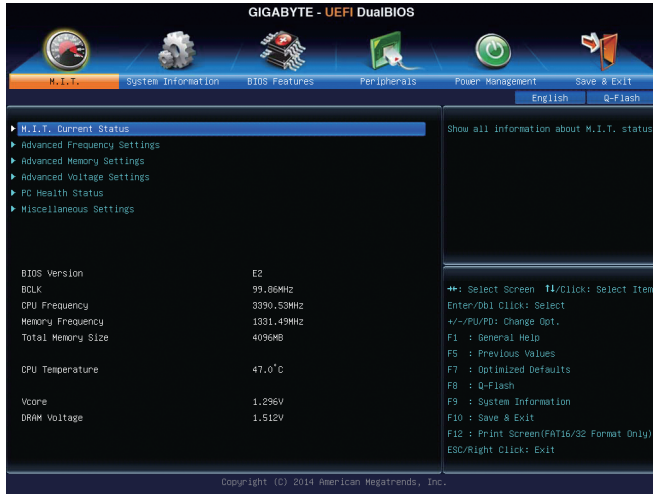 GIGABYTE - UEFI DualBIOS
M.I.T.
System Information
BIOS Features
Peripherals
Power Management
Save & Exit
English
Q-Flash
M.I.T. Current Status
Advanced Frequency Settings
Advanced Memory Settings
Advanced Voltage Settings
PC Health Status
Miscellaneous Settings
Show all information about M.I.T. status
BIOS Version E2
BCLK 99.86MHz
CPU Frequency 3390.53MHz
Memory Frequency 1331.49MHz
Total Memory Size 4096MB
CPU Temperature 47.0°C
Vcore 1.296V
DRAM Voltage 1.512V
→←: Select Screen ↑↓/Click: Select Item
Enter/Dbl Click: Select
+/-/PU/PD: Change Opt.
F1 : General Help
F5 : Previous Values
F7 : Optimized Defaults
F8 : Q-Flash
F9 : System Information
F10 : Save & Exit
F12 : Print Screen(FAT16/32 Format Only)
ESC/Right Click: Exit
Copyright (C) 2014 American Megatrends, Inc.